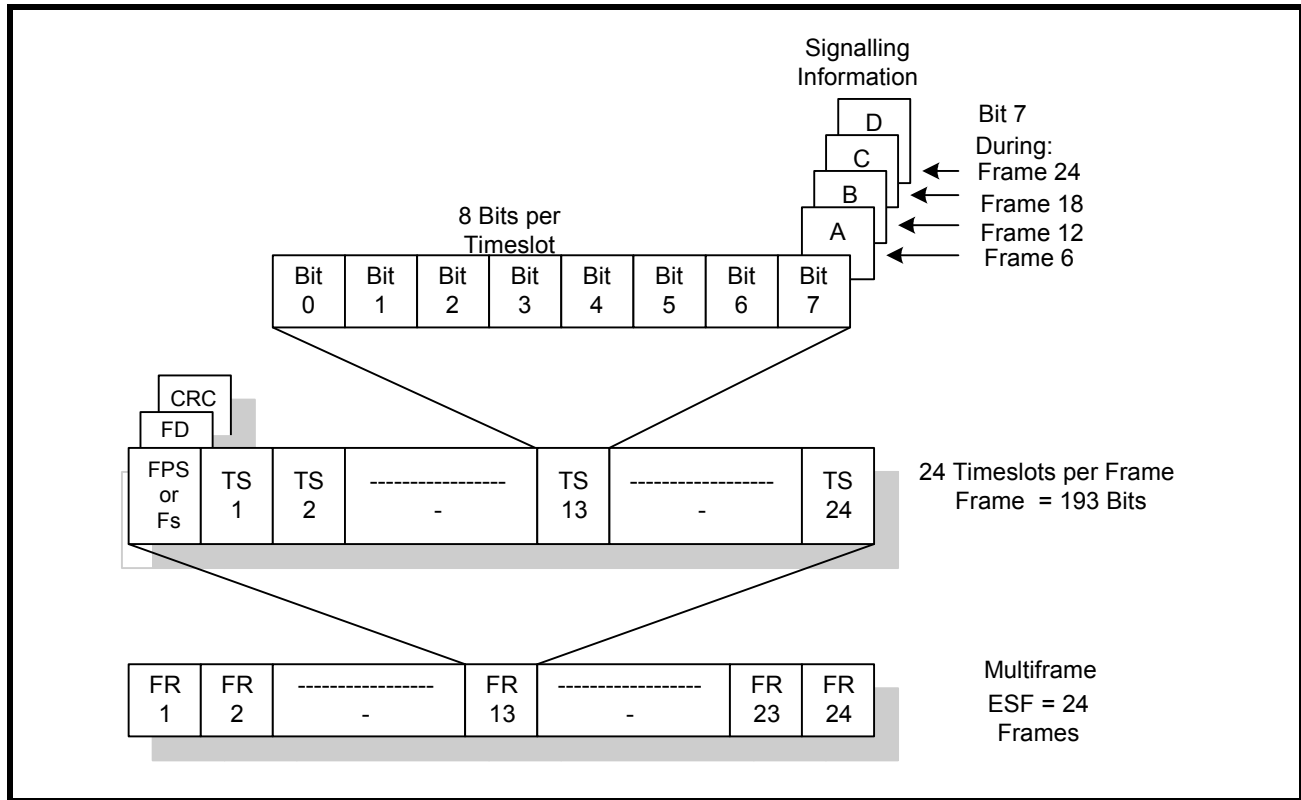 Signalling
Information
D
C
B
A
Bit 7
During:
Frame 24
Frame 18
Frame 12
Frame 6
8 Bits per
Timeslot
Bit 0
Bit 1
Bit 2
Bit 3
Bit 4
Bit 5
Bit 6
Bit 7
CRC
FD
FPS
or
Fs
TS 1
TS 2
-----------------
-
TS 13
------------------
-
TS 24
24 Timeslots per Frame
Frame = 193 Bits
FR 1
FR 2
-----------------
-
FR 13
------------------
-
FR 23
FR 24
Multiframe
ESF = 24
Frames